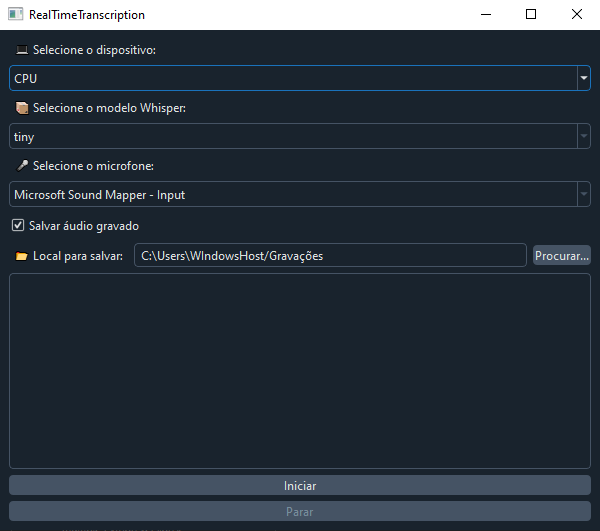 RealTimeTranscription
Selecione o dispositivo:
CPU
Selecione o modelo Whisper:
tiny
Selecione o microfone:
Microsoft Sound Mapper - Input
Salvar áudio gravado
Local para salvar: C:\Users\WIndowsHost/Gravações Procurar...
Iniciar
Parar